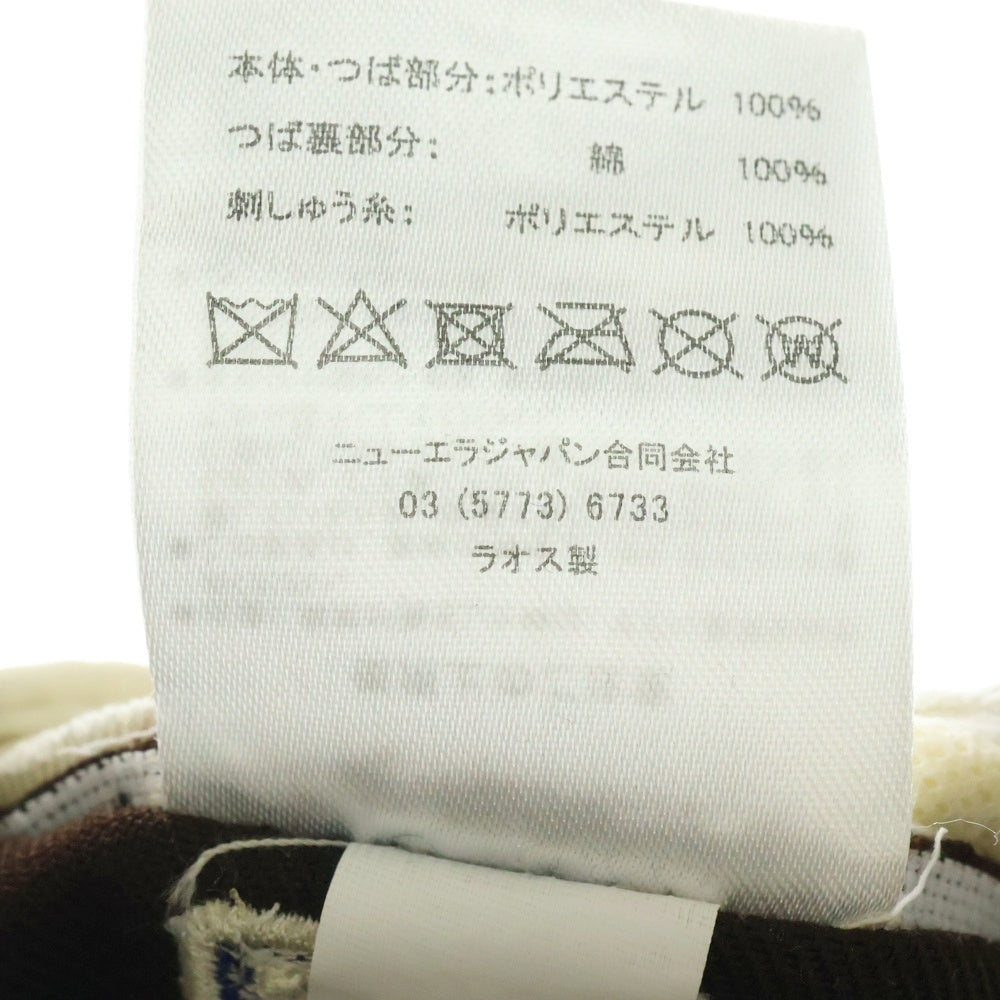 本体・つば部分:ポリエステル 100%
つば裏部分: 綿 100%
刺しゅう糸: ポリエステル 100%
W
ニューエラジャパン合同会社
03 (5773) 6733
ラオス製